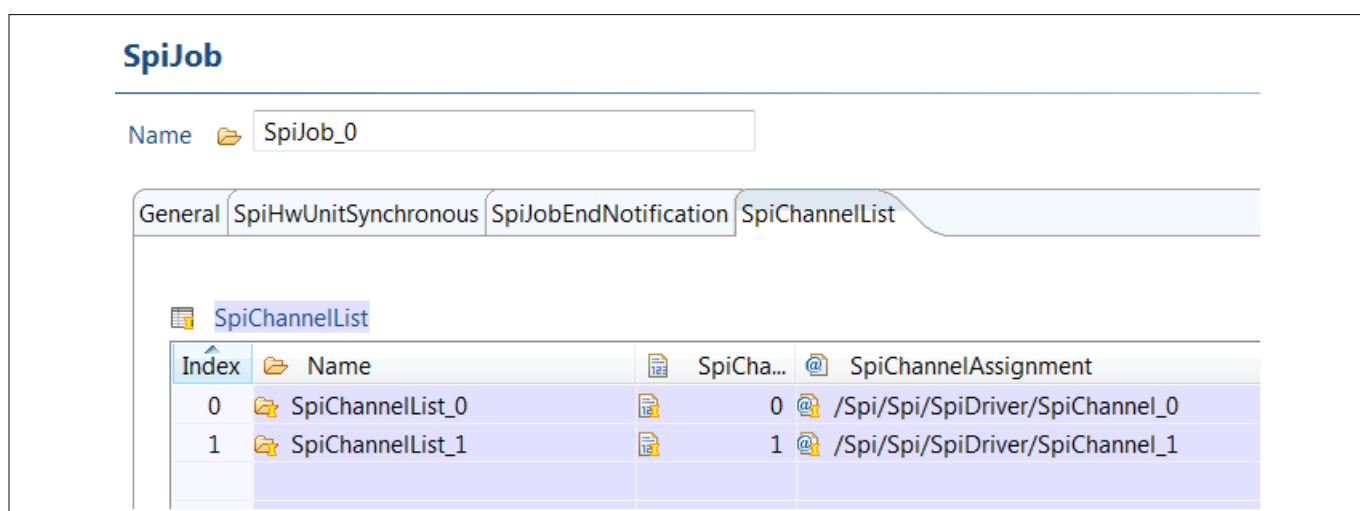 SpiJob
Name SpiJob_0
General SpiHwUnitSynchronous SpiJobEndNotification SpiChannelList
SpiChannelList
Index Name SpiCha... SpiChannelAssignment
0 SpiChannelList_0 0 /Spi/Spi/SpiDriver/SpiChannel_0
1 SpiChannelList_1 1 /Spi/Spi/SpiDriver/SpiChannel_1